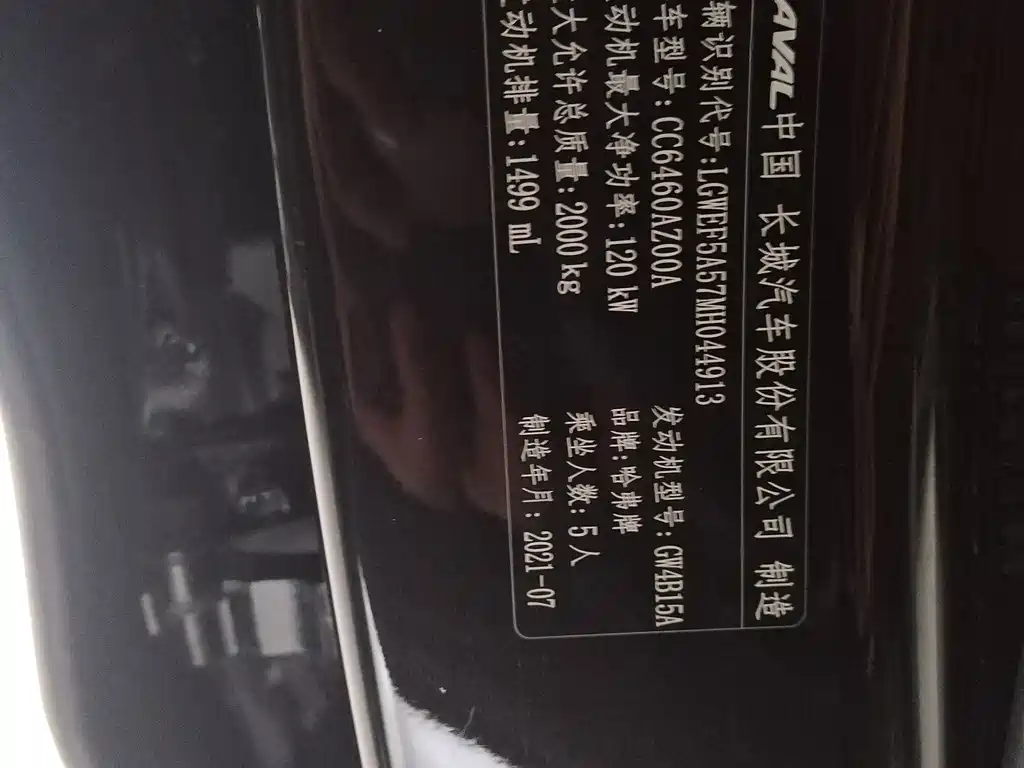 AVAL 中国 长城汽车股份有限公司 制造
辆识别代号:LGWEF5A57MH044913
车型号:CC6460AZ00A 发动机型号:GW4B15A
动机最大净功率:120 kW 品牌:哈弗牌
大允许总质量:2000 kg 乘坐人数:5人
动机排量:1499 mL 制造年月:2021-07